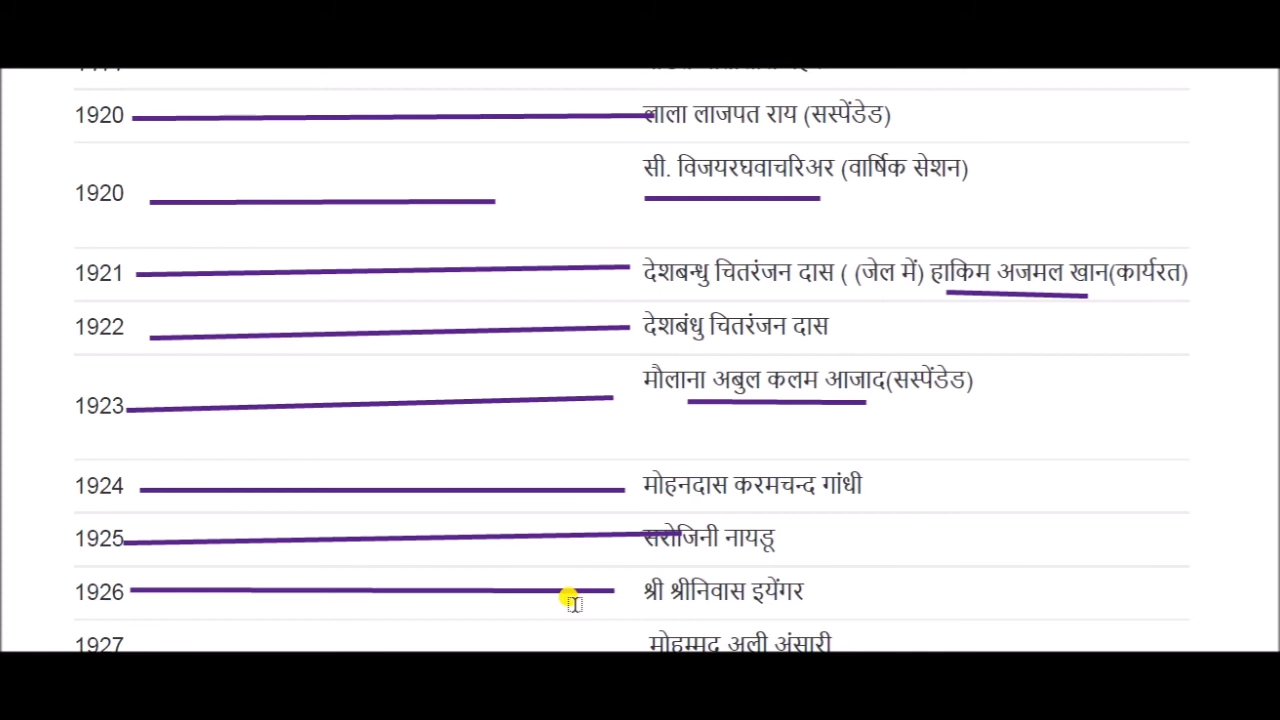 1920 लाला लाजपत राय (सस्पेंडेड)
1920 सी. विजयरघवाचरिअर (वार्षिक सेशन)
1921 देशबन्धु चितरंजन दास ( (जेल में) हाकिम अजमल खान(कार्यरत)
1922 देशबंधु चितरंजन दास
1923 मौलाना अबुल कलम आजाद(सस्पेंडेड)
1924 मोहनदास करमचन्द गांधी
1925 सरोजिनी नायडू
1926 श्री श्रीनिवास इयेंगर
1927 मोहम्मद अली अंसारी